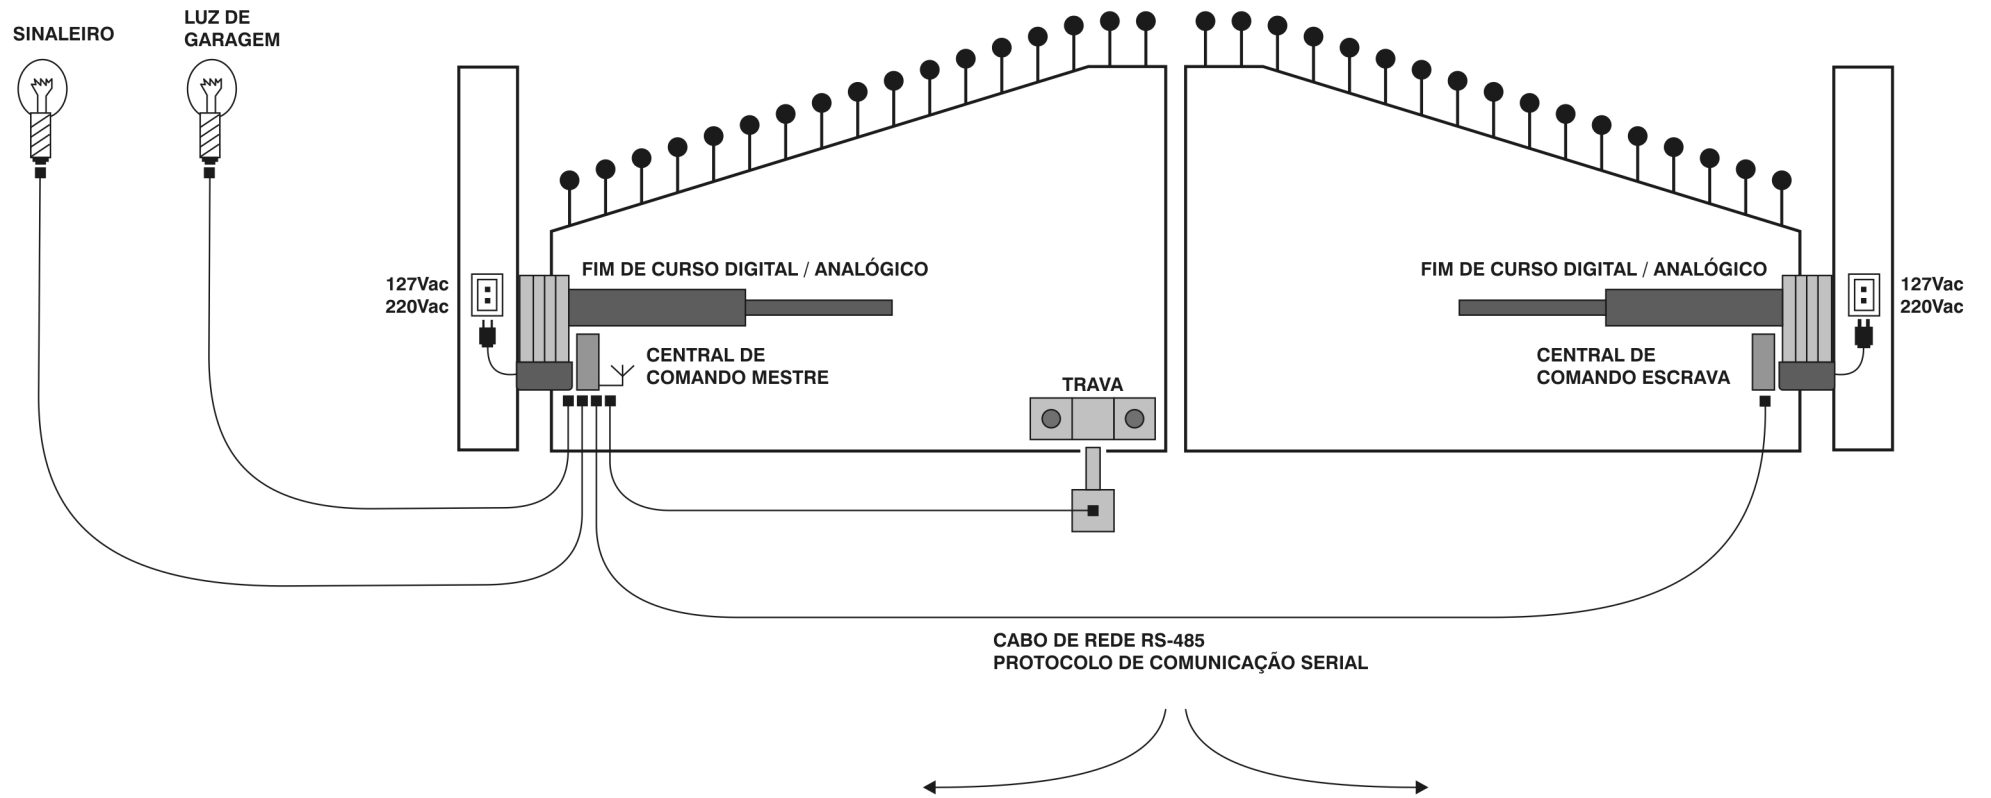 SINALEIRO
LUZ DE
GARAGEM
127Vac
220Vac
FIM DE CURSO DIGITAL / ANALÓGICO
CENTRAL DE
COMANDO MESTRE
TRAVA
FIM DE CURSO DIGITAL / ANALÓGICO
CENTRAL DE
COMANDO ESCRAVA
127Vac
220Vac
CABO DE REDE RS-485
PROTOCOLO DE COMUNICAÇÃO SERIAL